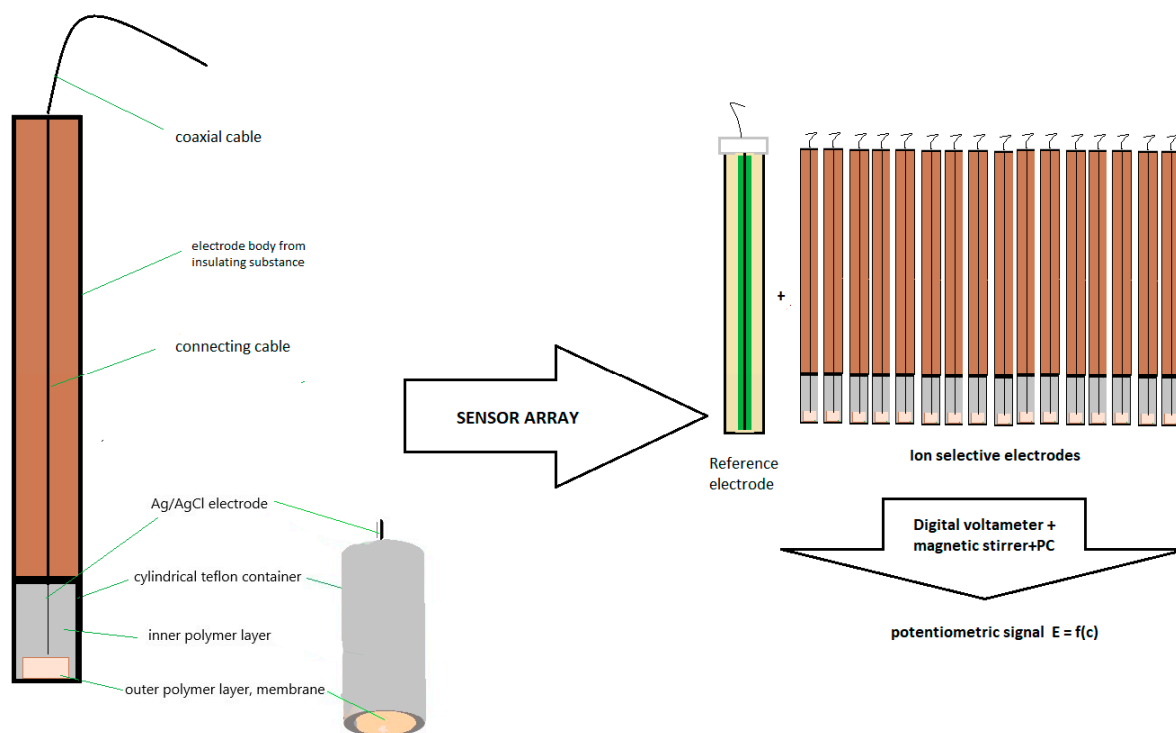 coaxial cable
electrode body from
insulating substance
connecting cable
Ag/AgCl electrode
cylindrical teflon container
inner polymer layer
outer polymer layer, membrane
SENSOR ARRAY
+
Reference
electrode
Ion selective electrodes
Digital voltameter +
magnetic stirrer+PC
potentiometric signal E = f(c)